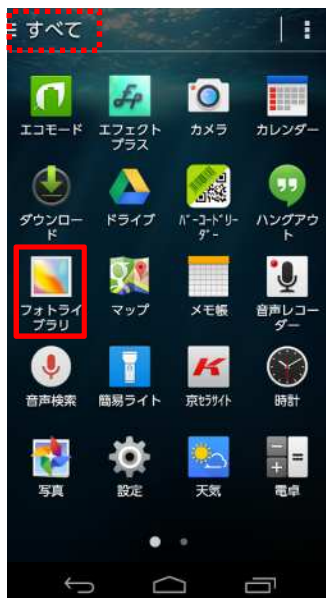 すべて
エコモード
エフェクト
プラス
カメラ
カレンダー
ダウンロー
ド
ドライブ
ﾊﾞｰｺｰﾄﾞﾘｰ
ﾀﾞｰ
ハングアウ
ト
フォトライ
ブラリ
マップ
メモ帳
音声レコー
ダー
音声検索
簡易ライト
京ｾﾗｻｲﾄ
時計
写真
設定
天気
電卓